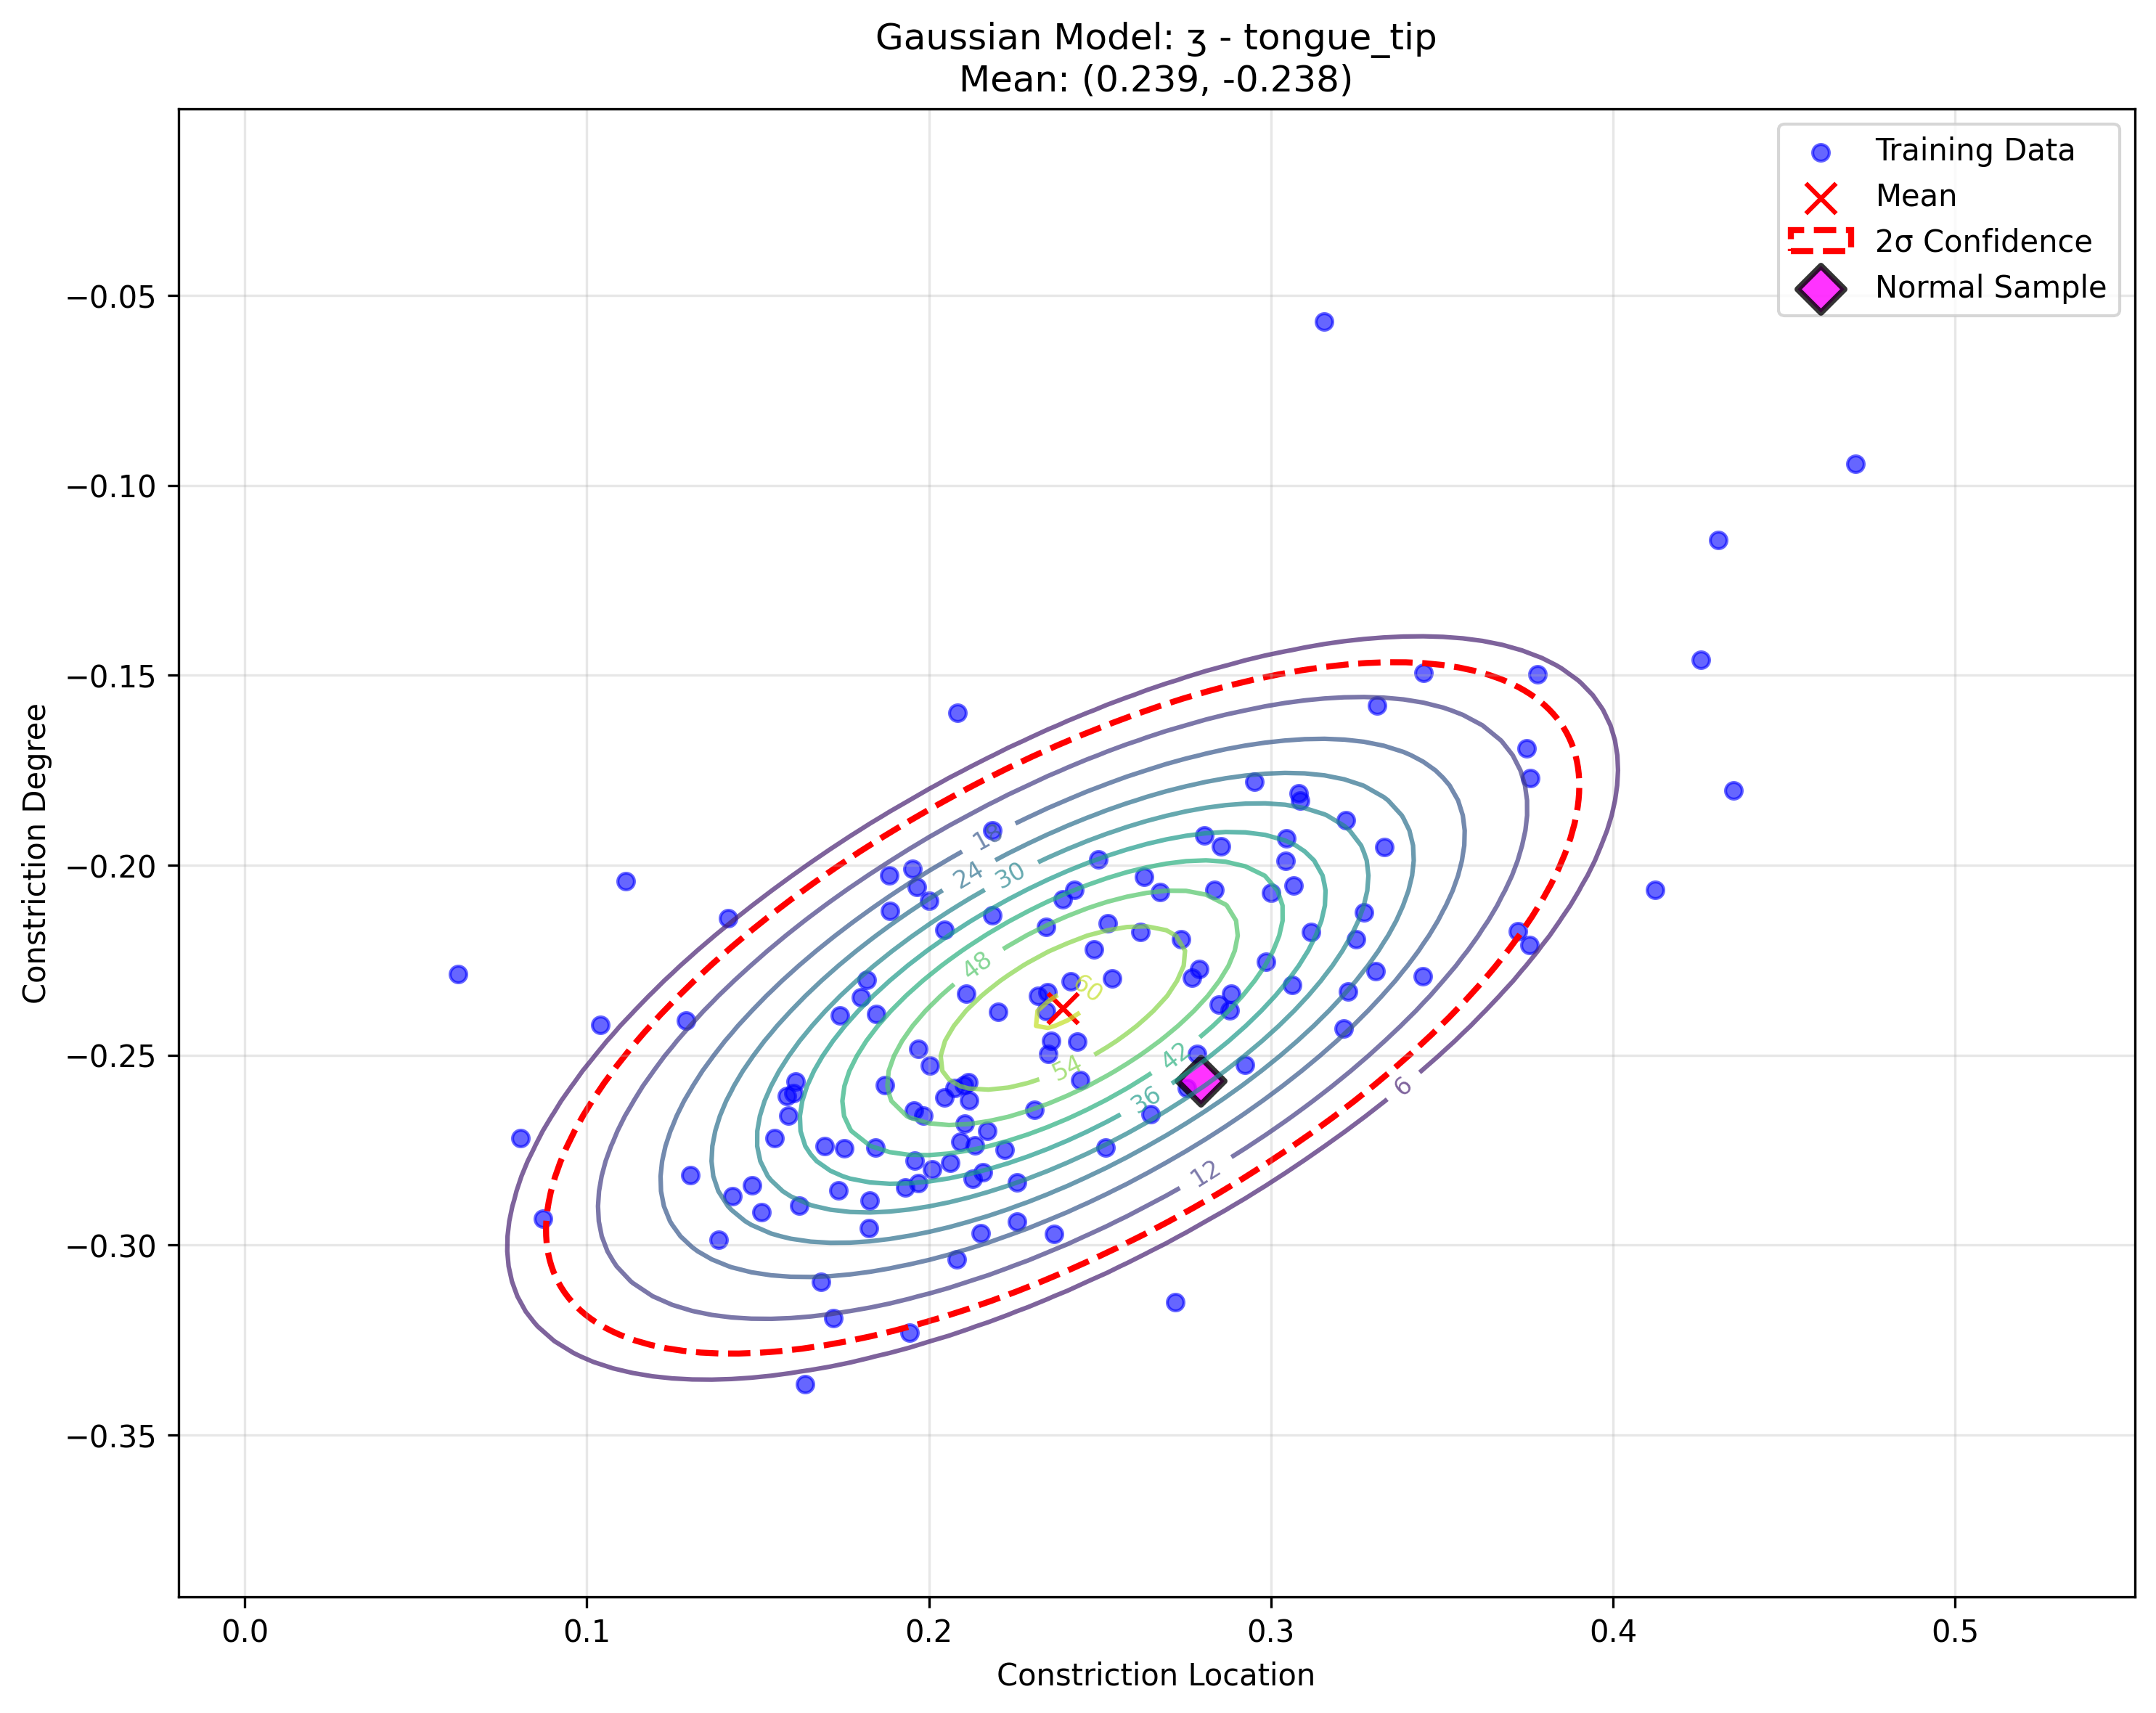 Gaussian Model: ʒ - tongue_tip
Mean: (0.239, -0.238)
Training Data
Mean
2σ Confidence
Normal Sample
Constriction Degree
−0.05
−0.10
−0.15
−0.20
−0.25
−0.30
−0.35
24
30
48
60
54
42
36
6
12
0.0
0.1
0.2
0.3
0.4
0.5
Constriction Location